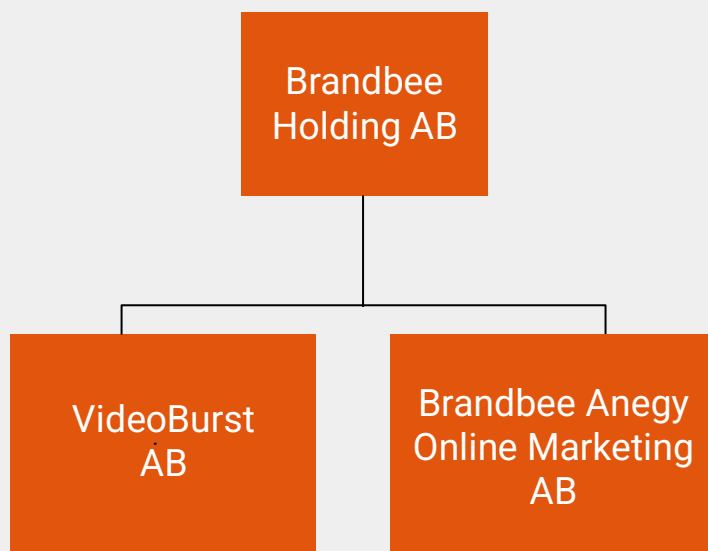 Brandbee
Holding AB
VideoBurst
AB
Brandbee Anegy
Online Marketing
AB